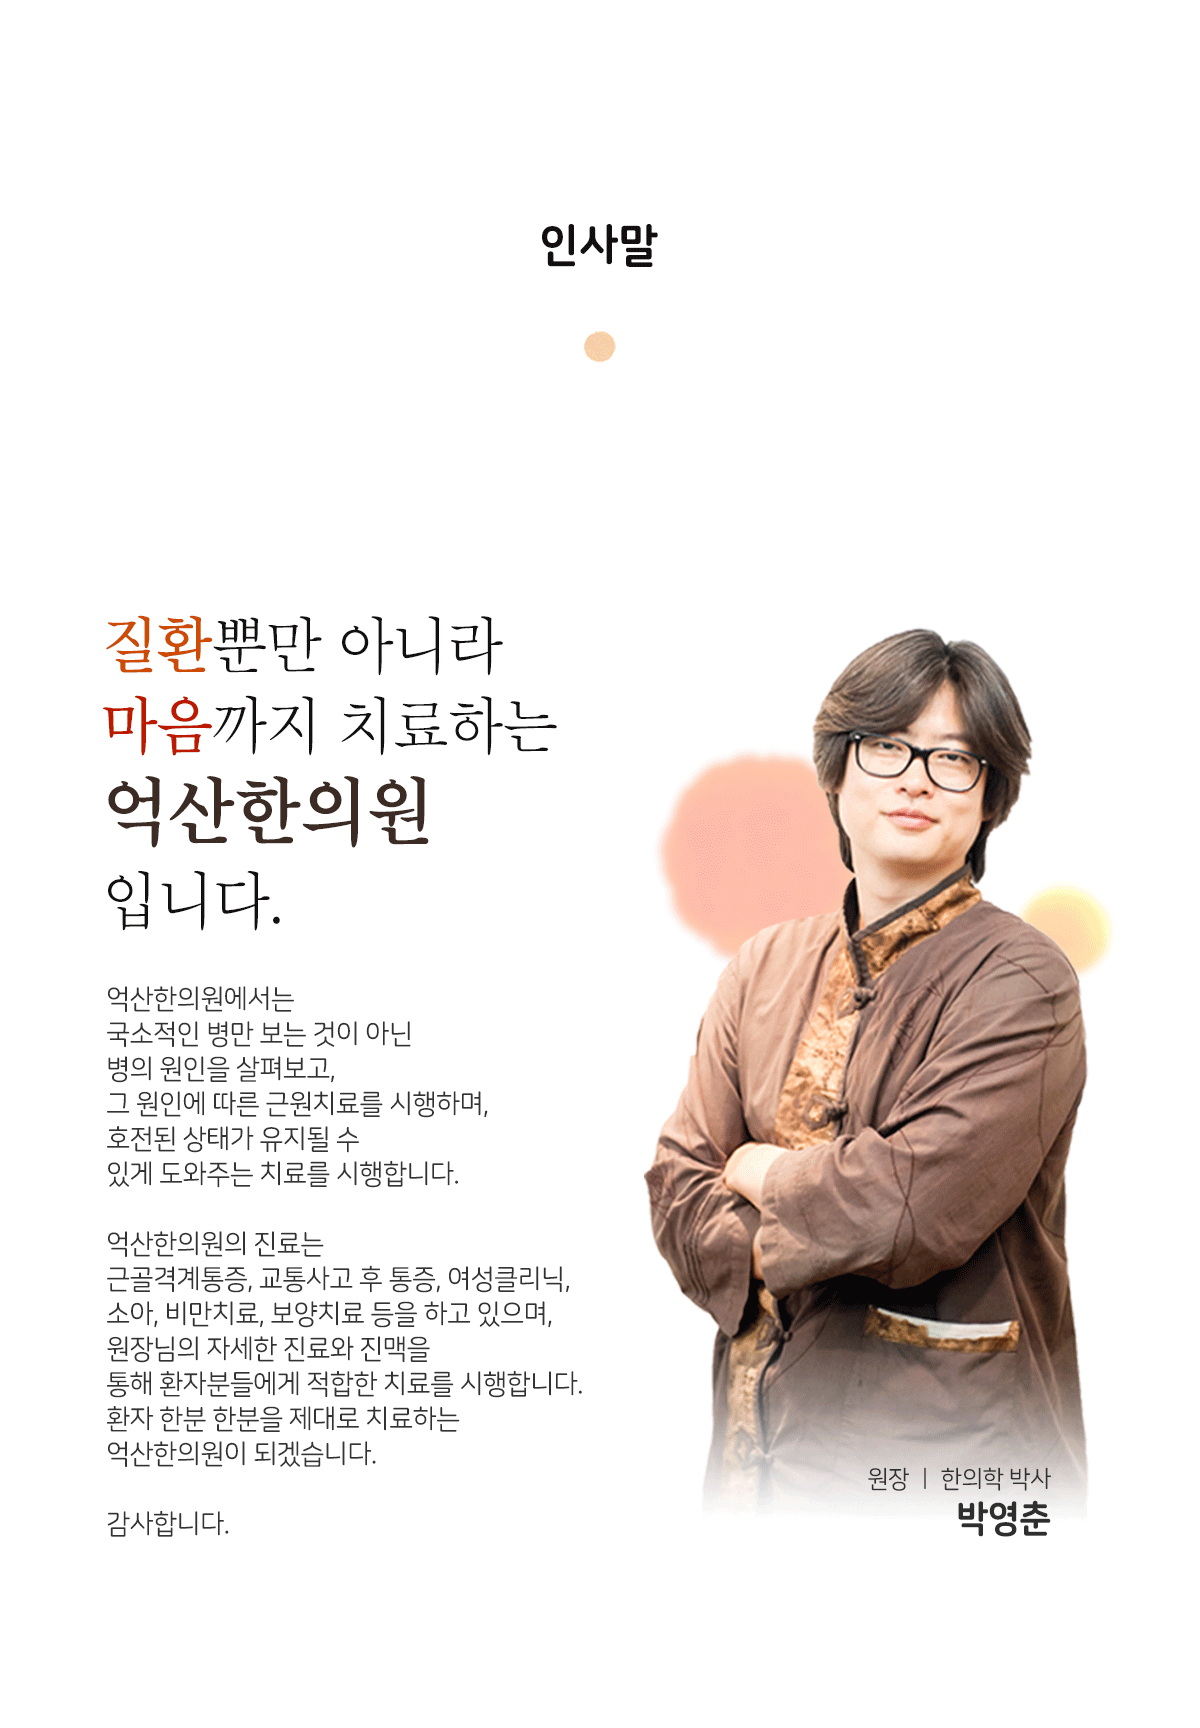 인사말
질환뿐만 아니라
마음까지 치료하는
억산한의원
입니다.
억산한의원에서는
국소적인 병만 보는 것이 아닌
병의 원인을 살펴보고,
그 원인에 따른 근원치료를 시행하며,
호전된 상태가 유지될 수
있게 도와주는 치료를 시행합니다.
억산한의원의 진료는
근골격계통증, 교통사고 후 통증, 여성클리닉,
소아, 비만치료, 보양치료 등을 하고 있으며,
원장님의 자세한 진료와 진맥을
통해 환자분들에게 적합한 치료를 시행합니다.
환자 한분 한분을 제대로 치료하는
억산한의원이 되겠습니다.
감사합니다.
원장 | 한의학 박사
박영춘